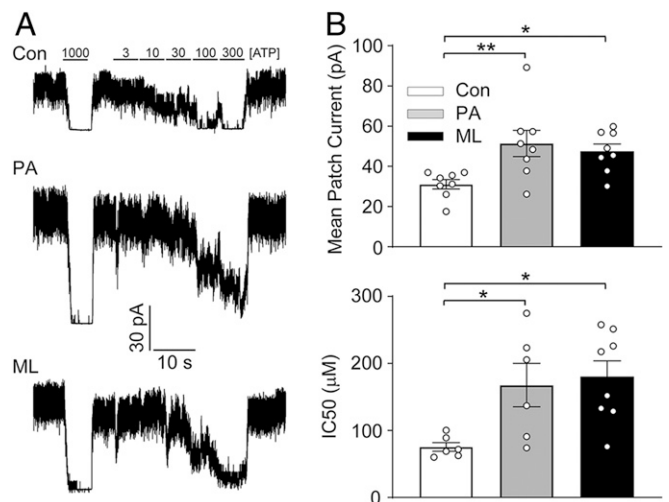 A
Con
1000 3 10 30 100 300 [ATP]
PA
30 pA
10 s
ML
B
*
**
Mean Patch Current (pA)
100
80
60
40
20
0
Con
PA
ML
*
*
IC50 (μM)
300
200
100
0